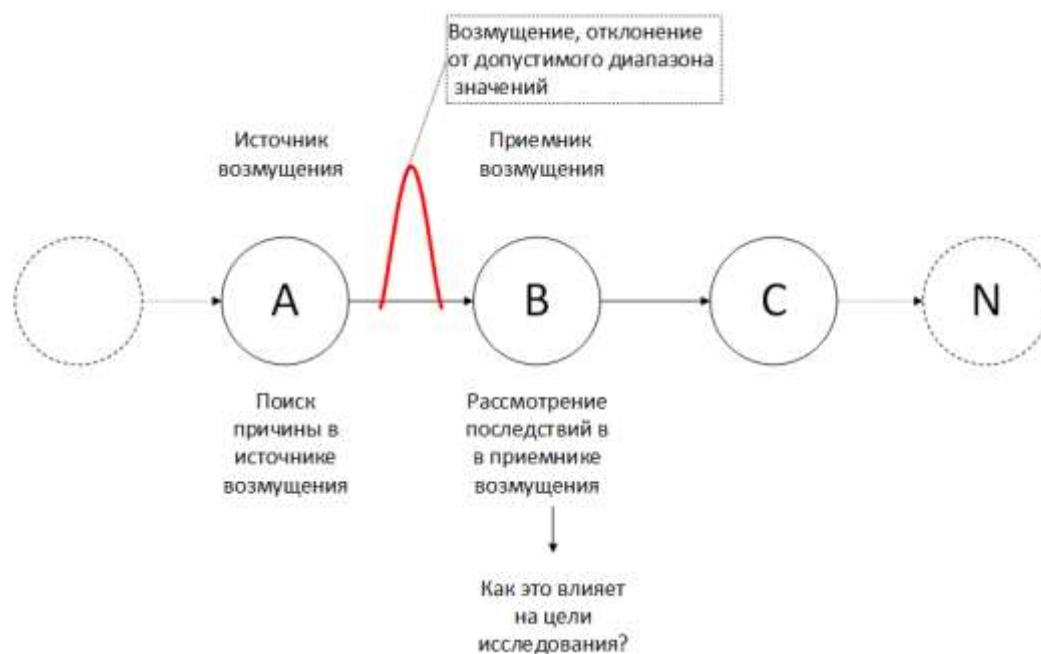 Возмущение, отклонение
от допустимого диапазона
значений
Источник
возмущения
Приемник
возмущения
A
B
C
N
Поиск
причины в
источнике
возмущения
Рассмотрение
последствий в
в приемнике
возмущения
Как это влияет
на цели
исследования?